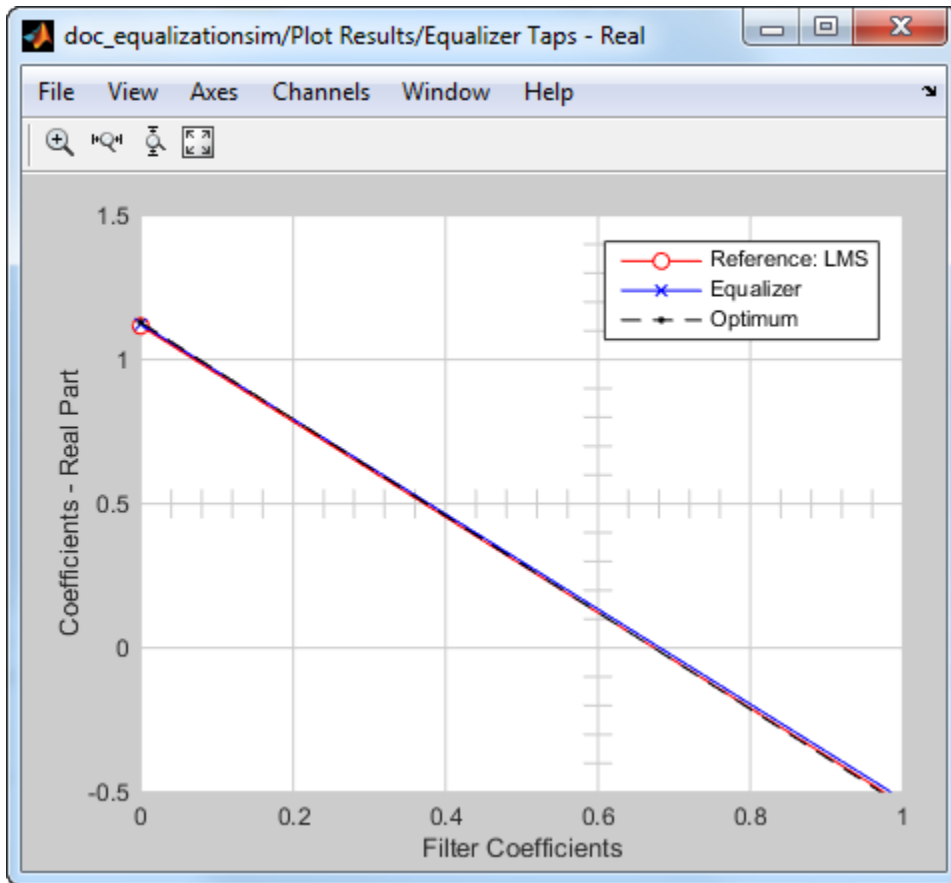 doc_equalizationsim/Plot Results/Equalizer Taps - Real
File View Axes Channels Window Help
1.5
1
0.5
0
-0.5
Coefficients - Real Part
Reference: LMS
Equalizer
Optimum
0 0.2 0.4 0.6 0.8 1
Filter Coefficients